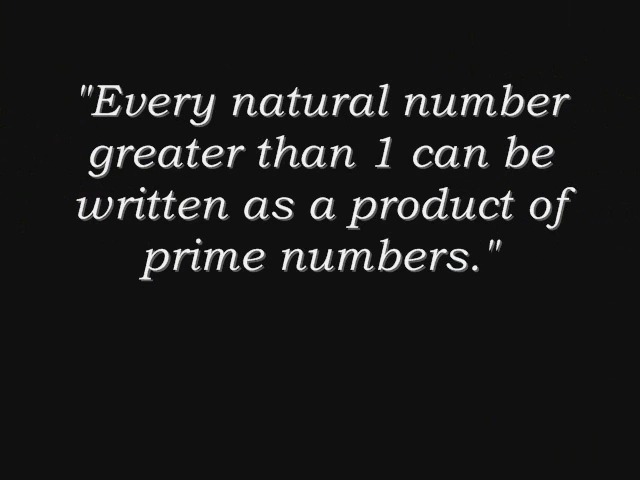 "Every natural number
greater than 1 can be
written as a product of
prime numbers."